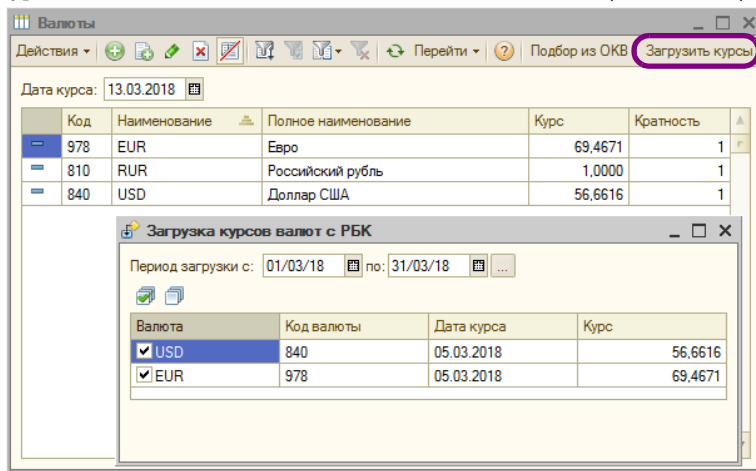 Валюты
Действия Перейти Подбор из ОКВ Загрузить курсы
Дата курса: 13.03.2018
Код Наименование Полное наименование Курс Кратность
978 EUR Евро 69,4671 1
810 RUR Российский рубль 1,0000 1
840 USD Доллар США 56,6616 1
Загрузка курсов валют с РБК
Период загрузки с: 01/03/18 по: 31/03/18 ...
Валюта Код валюты Дата курса Курс
USD 840 05.03.2018 56,6616
EUR 978 05.03.2018 69,4671